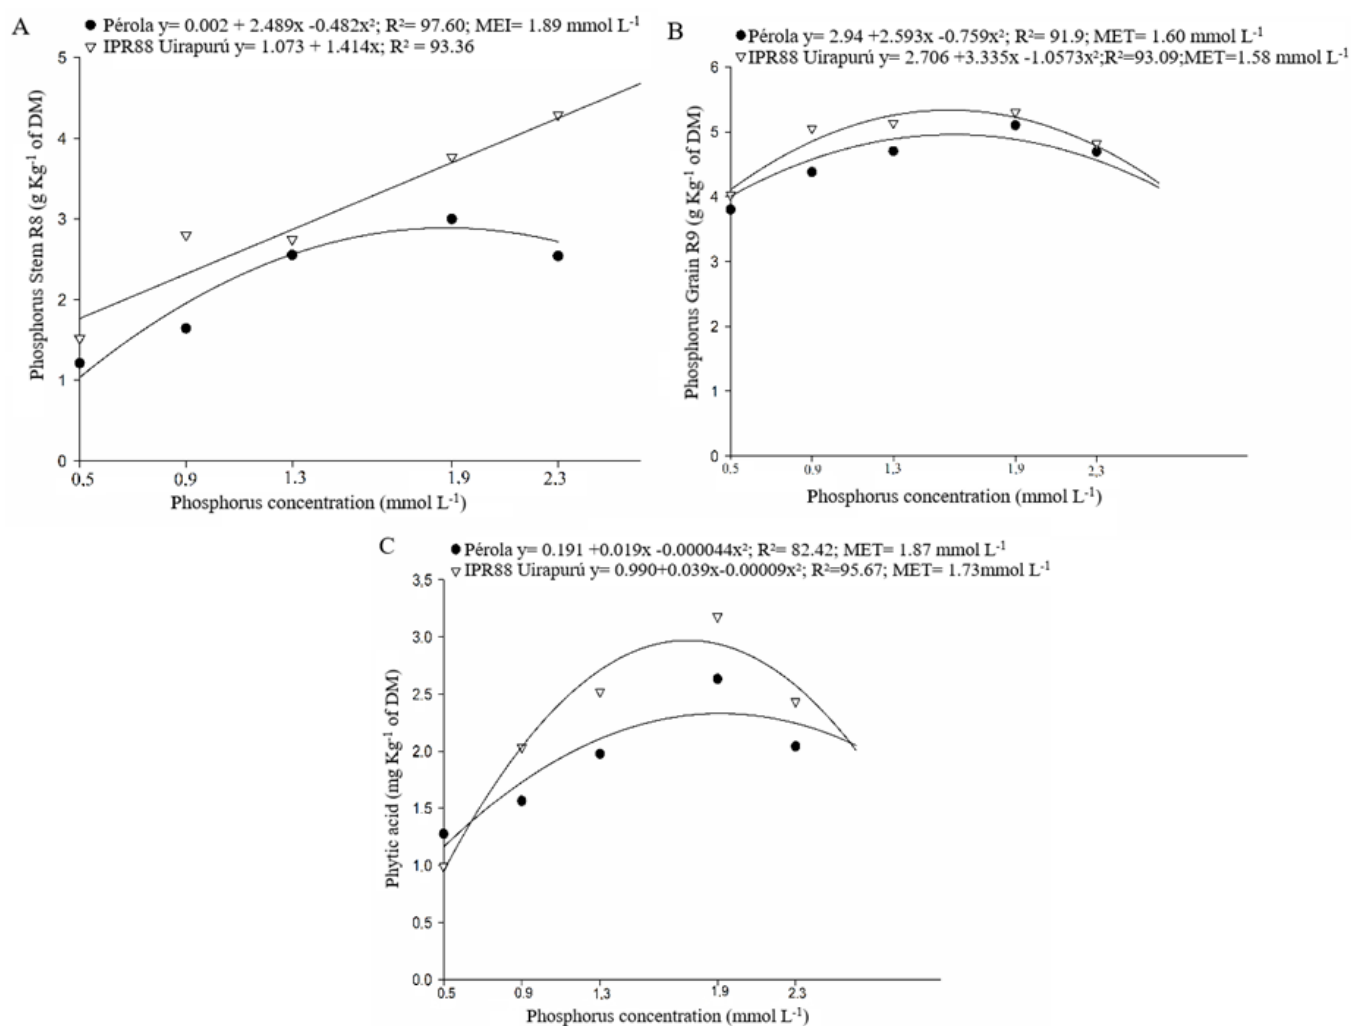 A
● Pérola y= 0.002 + 2.489x -0.482x²; R²= 97.60; MEI= 1.89 mmol L⁻¹
▽ IPR88 Uirapurú y= 1.073 + 1.414x; R² = 93.36
Phosphorus Stem R8 (g Kg⁻¹ of DM)
5
4
3
2
1
0
0.5 0.9 1.3 1.9 2.3
Phosphorus concentration (mmol L⁻¹)
B
● Pérola y= 2.94 +2.593x -0.759x²; R²= 91.9; MET= 1.60 mmol L⁻¹
▽ IPR88 Uirapurú y= 2.706 +3.335x -1.0573x²;R²=93.09;MET=1.58 mmol L⁻¹
Phosphorus Grain R9 (g Kg⁻¹ of DM)
6
5
4
3
2
1
0
0.5 0.9 1,3 1,9 2,3
Phosphorus concentration (mmol L⁻¹)
C
● Pérola y= 0.191 +0.019x -0.000044x²; R²= 82.42; MET= 1.87 mmol L⁻¹
▽ IPR88 Uirapurú y= 0.990+0.039x-0.00009x²; R²=95.67; MET= 1.73mmol L⁻¹
Phytic acid (mg Kg⁻¹ of DM)
3,5
3.0
2.5
2.0
1.5
1.0
0.5
0.0
0.5 0.9 1,3 1,9 2.3
Phosphorus concentration (mmol L⁻¹)